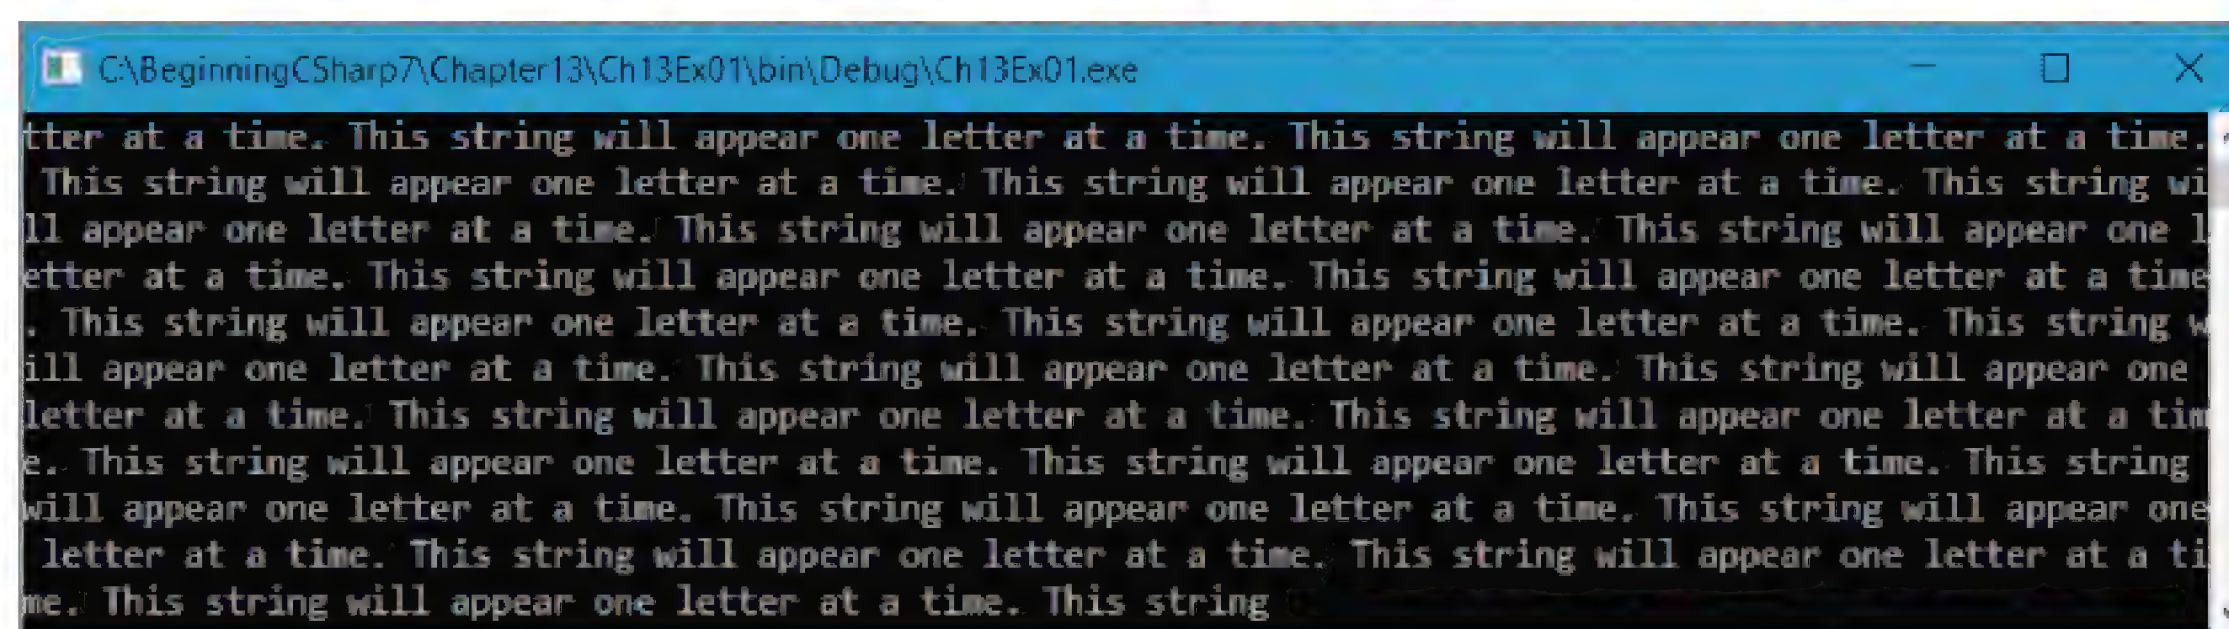 C:\BeginningCSharp7\Chapter13\Ch13Ex01\bin\Debug\Ch13Ex01.exe
tter at a time. This string will appear one letter at a time. This string will appear one letter at a time.
This string will appear one letter at a time. This string will appear one letter at a time. This string wi
ll appear one letter at a time. This string will appear one letter at a time. This string will appear one l
etter at a time. This string will appear one letter at a time. This string will appear one letter at a time
. This string will appear one letter at a time. This string will appear one letter at a time. This string w
ill appear one letter at a time. This string will appear one letter at a time. This string will appear one
letter at a time. This string will appear one letter at a time. This string will appear one letter at a tim
e. This string will appear one letter at a time. This string will appear one letter at a time. This string
will appear one letter at a time. This string will appear one letter at a time. This string will appear one
letter at a time. This string will appear one letter at a time. This string will appear one letter at a ti
me. This string will appear one letter at a time. This string